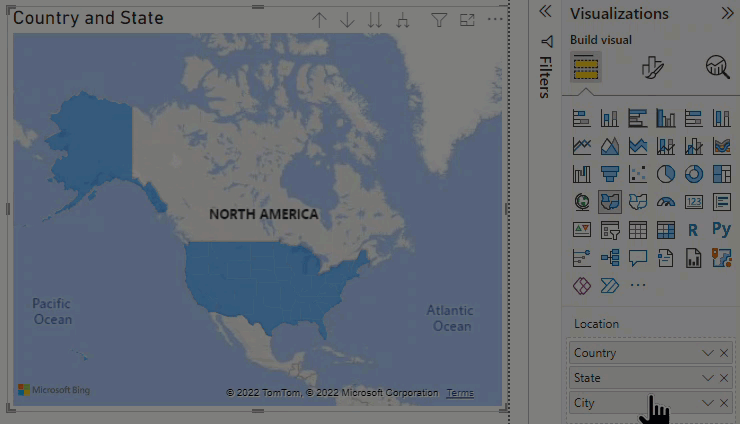 Country and State
NORTH AMERICA
Pacific
Ocean
Atlantic
Ocean
Microsoft Bing
© 2022 TomTom, © 2022 Microsoft Corporation Terms
Filters
Visualizations
Build visual
123
R
Py
Location
Country
State
City